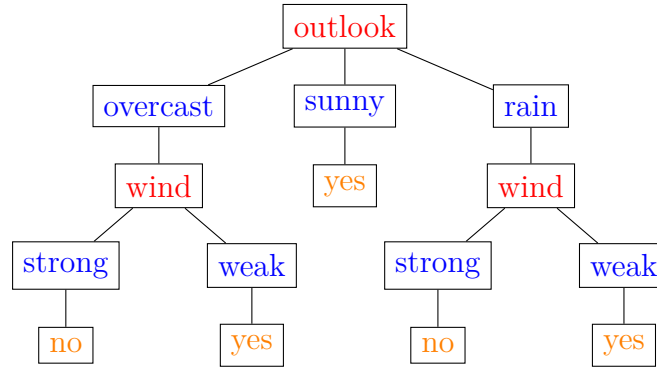 outlook
overcast sunny rain
wind yes wind
strong weak strong weak
no yes no yes